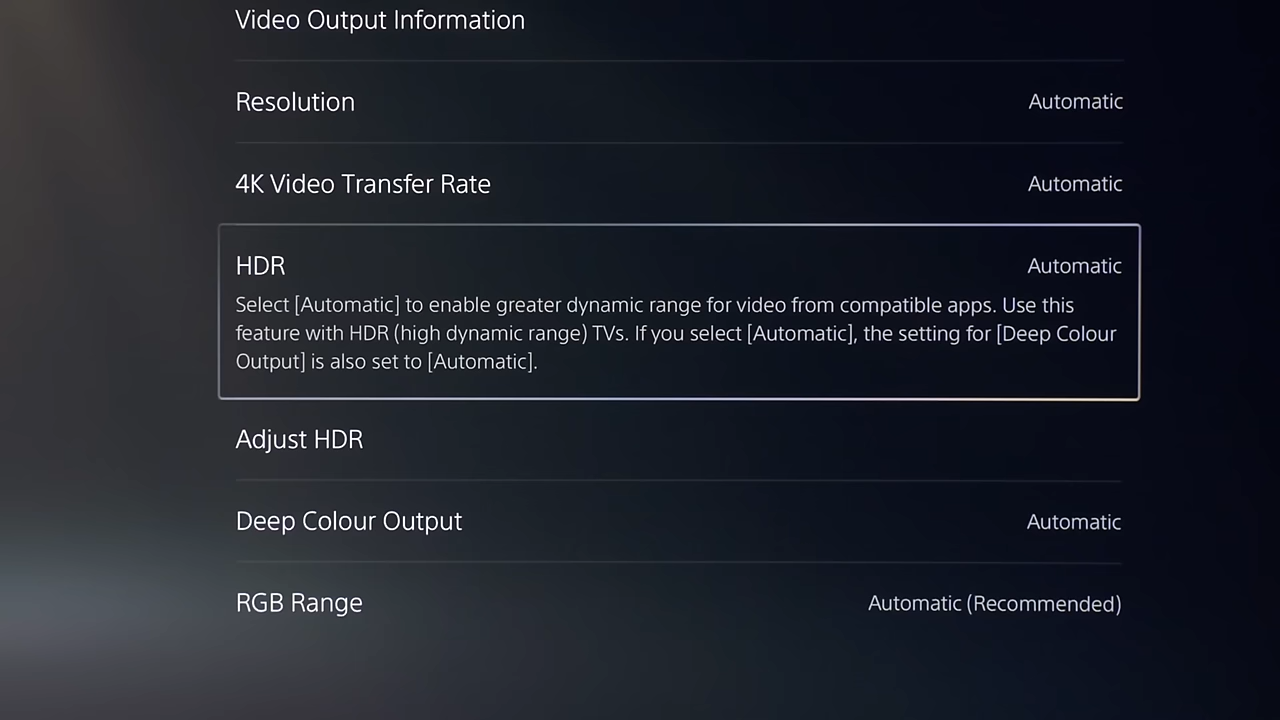 Video Output Information
Resolution Automatic
4K Video Transfer Rate Automatic
HDR Automatic
Select [Automatic] to enable greater dynamic range for video from compatible apps. Use this
feature with HDR (high dynamic range) TVs. If you select [Automatic], the setting for [Deep Colour
Output] is also set to [Automatic].
Adjust HDR
Deep Colour Output Automatic
RGB Range Automatic (Recommended)